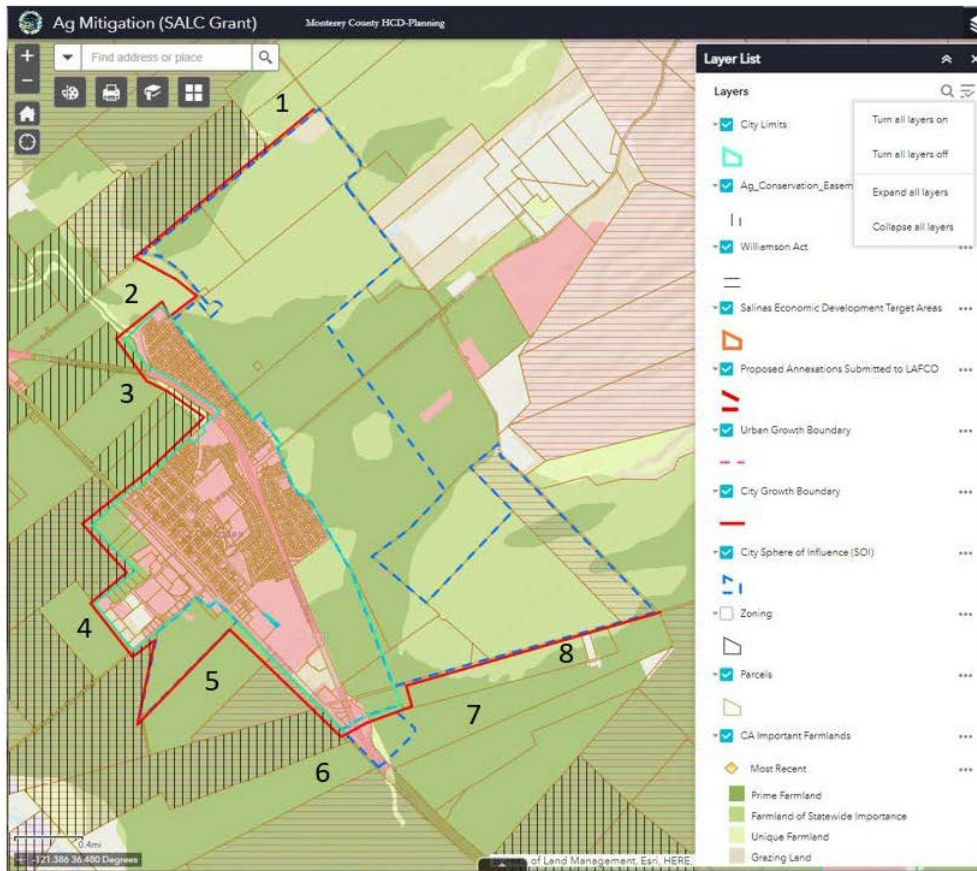 Ag Mitigation (SALC Grant)
Monterey County HCD-Planning
Find address or place
Layer List
Layers
Turn all layers on
Turn all layers off
Expand all layers
Collapse all layers
City Limits
Ag_Conservation_Easem
Williamson Act
Salinas Economic Development Target Areas
Proposed Annexations Submitted to LAFCO
Urban Growth Boundary
City Growth Boundary
City Sphere of Influence (SOI)
Zoning
Parcels
CA Important Farmlands
Most Recent
Prime Farmland
Farmland of Statewide Importance
Unique Farmland
Grazing Land
1
2
3
4
5
6
7
8
0.4mi
-121.386 36.480 Degrees
of Land Management, Esri, HERE,